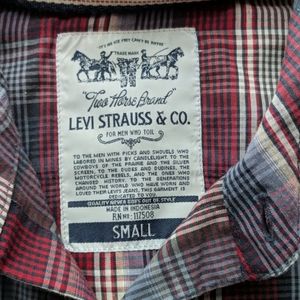 TRADE MARK
"Two Horse Brand"
LEVI STRAUSS & CO.
FOR MEN WHO TOIL
TO THE MEN WITH PICKS AND SHOVELS WHO
LABORED IN MINES BY CANDLELIGHT. TO THE
COWBOYS OF THE PRAIRIE AND THE SILVER
SCREEN, TO THE DUDES AND DUDINES, THE
MOTORCYCLE REBELS, AND THE ONES WHO
CHANGED HISTORY. TO THE GENERATIONS
AROUND THE WORLD WHO HAVE WORN AND
LOVED THEIR LEVI'S JEANS, THIS GARMENT IS
DEDICATED TO YOU
QUALITY NEVER GOES OUT OF STYLE
MADE IN INDONESIA
R.N NO: 117508
SMALL